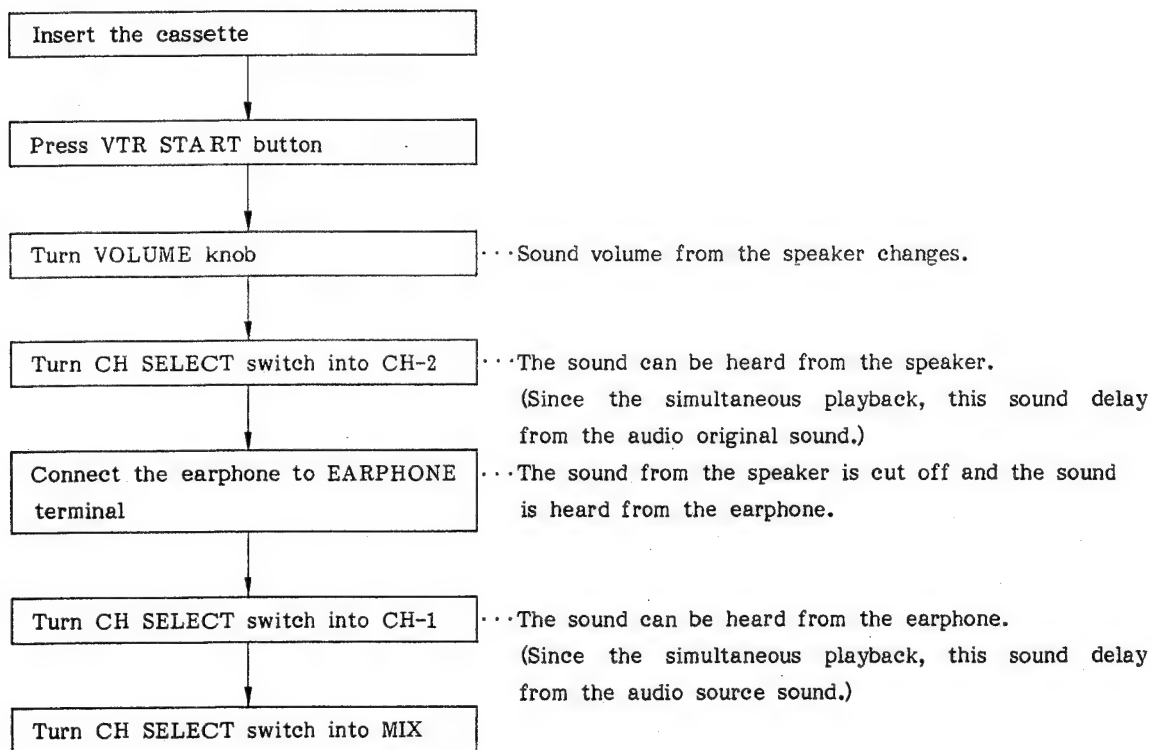 Insert the cassette
Press VTR START button
Turn VOLUME knob
···Sound volume from the speaker changes.
Turn CH SELECT switch into CH-2
···The sound can be heard from the speaker.
(Since the simultaneous playback, this sound delay
from the audio original sound.)
Connect the earphone to EARPHONE
terminal
···The sound from the speaker is cut off and the sound
is heard from the earphone.
Turn CH SELECT switch into CH-1
···The sound can be heard from the earphone.
(Since the simultaneous playback, this sound delay
from the audio source sound.)
Turn CH SELECT switch into MIX